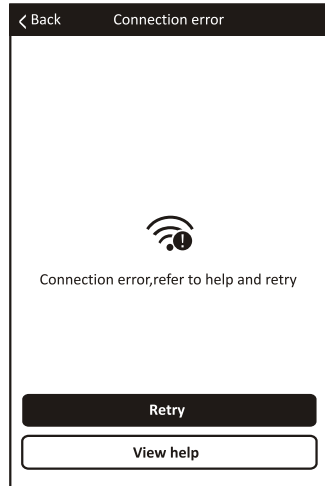 Back Connection error
Connection error,refer to help and retry
Retry
View help